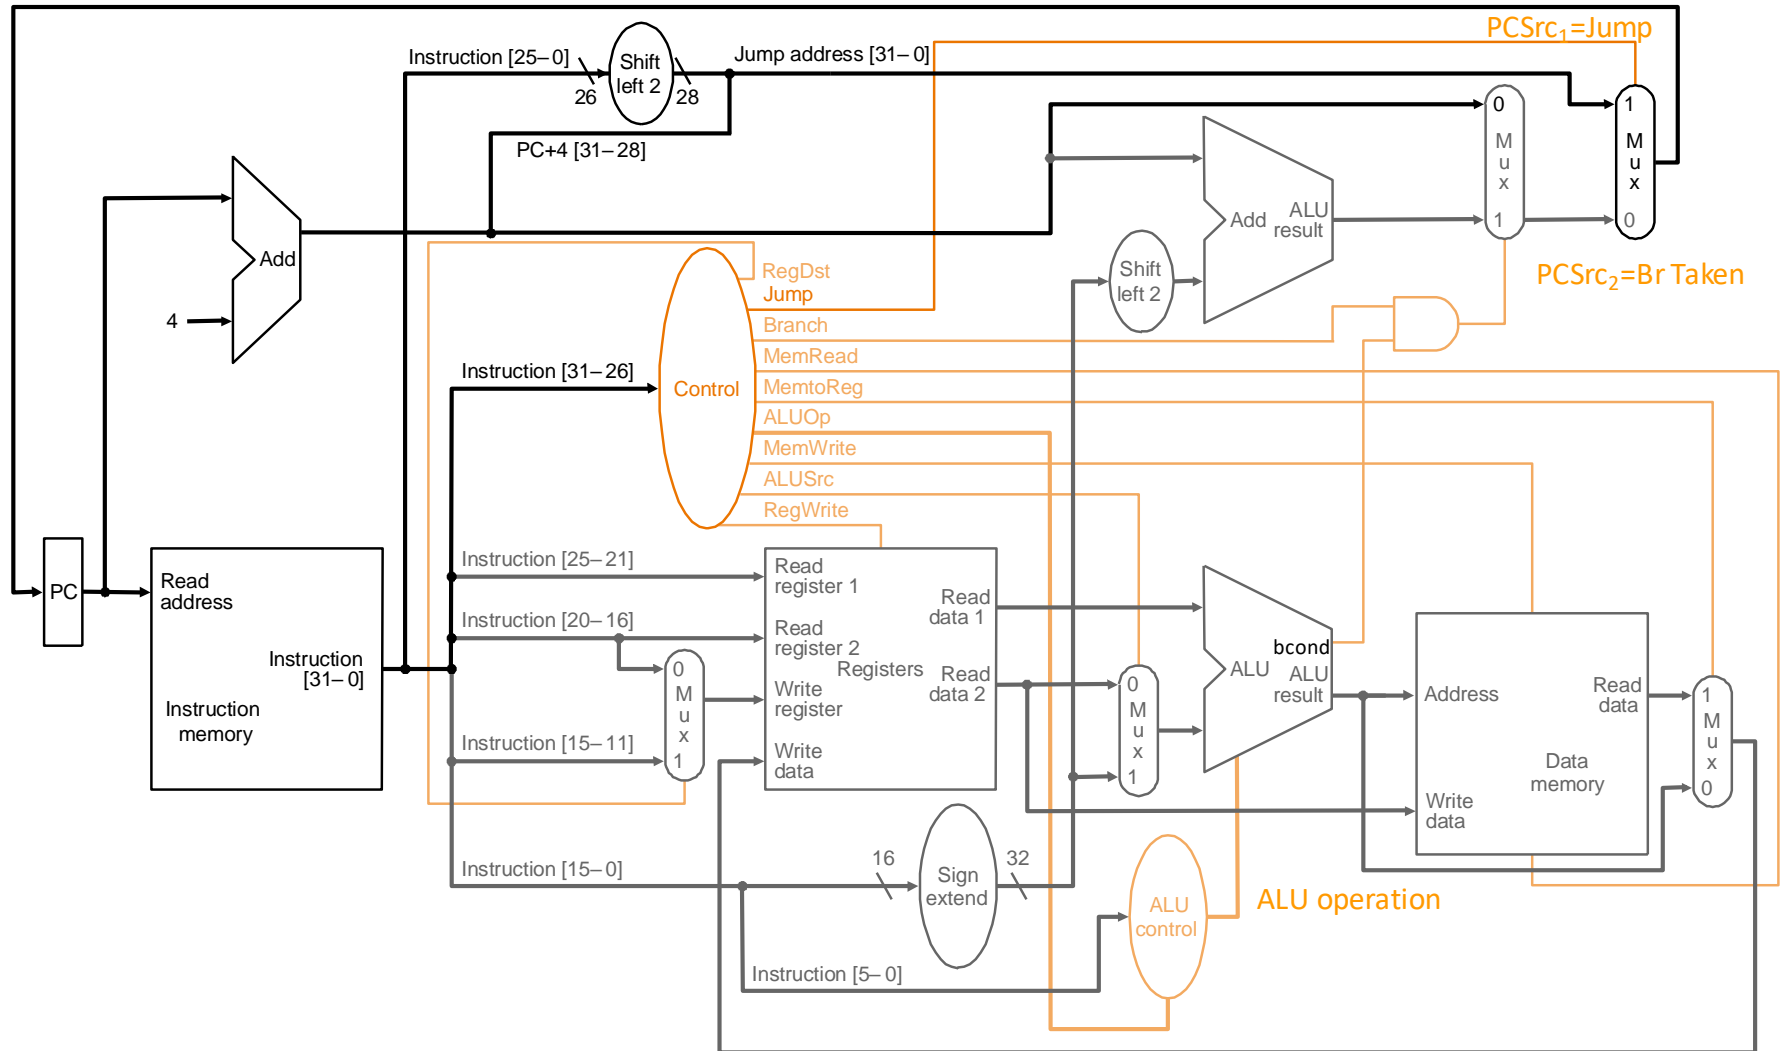 PCSrc1=Jump
Instruction [25–0]
Shift
left 2
Jump address [31–0]
26
28
0
M
u
x
1
1
M
u
x
0
PC+4 [31–28]
Add
ALU
result
Add
4
Shift
left 2
PCSrc2=Br Taken
RegDst
Jump
Branch
MemRead
MemtoReg
ALUOp
MemWrite
ALUSrc
RegWrite
Instruction [31–26]
Control
PC
Read
address
Instruction
[31–0]
Instruction
memory
Instruction [25–21]
Instruction [20–16]
Instruction [15–11]
0
M
u
x
1
Read
register 1
Read
register 2
Write
register
Write
data
Registers
Read
data 1
Read
data 2
0
M
u
x
1
ALU
bcond
ALU
result
Address
Write
data
Read
data
Data
memory
1
M
u
x
0
Instruction [15–0]
16
Sign
extend
32
ALU
control
ALU operation
Instruction [5–0]